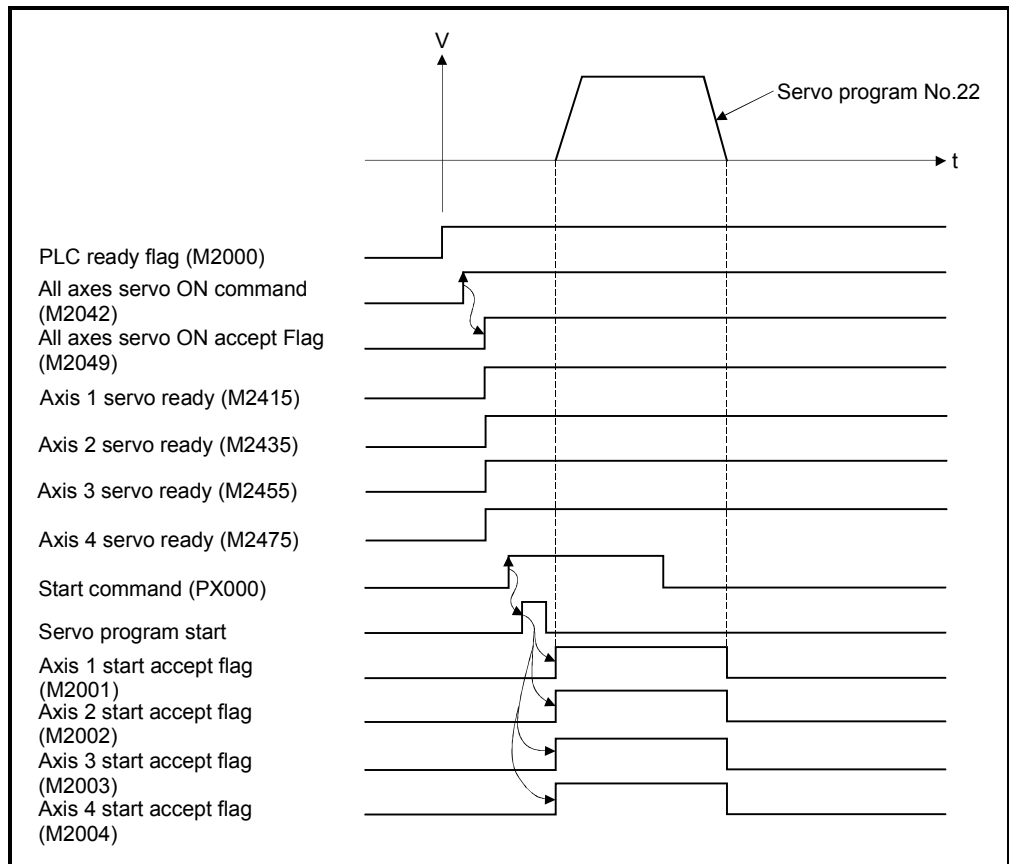 V
Servo program No.22
t
PLC ready flag (M2000)
All axes servo ON command
(M2042)
All axes servo ON accept Flag
(M2049)
Axis 1 servo ready (M2415)
Axis 2 servo ready (M2435)
Axis 3 servo ready (M2455)
Axis 4 servo ready (M2475)
Start command (PX000)
Servo program start
Axis 1 start accept flag
(M2001)
Axis 2 start accept flag
(M2002)
Axis 3 start accept flag
(M2003)
Axis 4 start accept flag
(M2004)